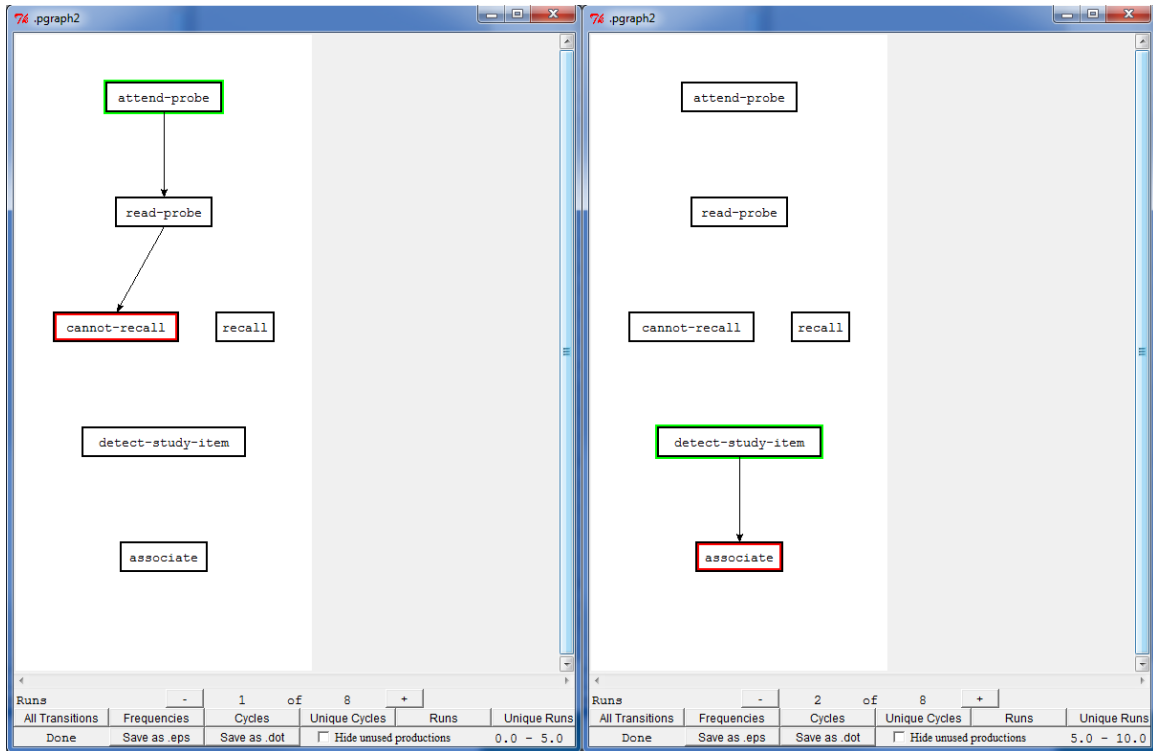 .pgraph2
attend-probe
read-probe
cannot-recall recall
detect-study-item
associate
Runs - 1 of 8 +
All Transitions Frequencies Cycles Unique Cycles Runs Unique Runs
Done Save as .eps Save as .dot Hide unused productions 0.0 - 5.0
.pgraph2
attend-probe
read-probe
cannot-recall recall
detect-study-item
associate
Runs - 2 of 8 +
All Transitions Frequencies Cycles Unique Cycles Runs Unique Runs
Done Save as .eps Save as .dot Hide unused productions 5.0 - 10.0